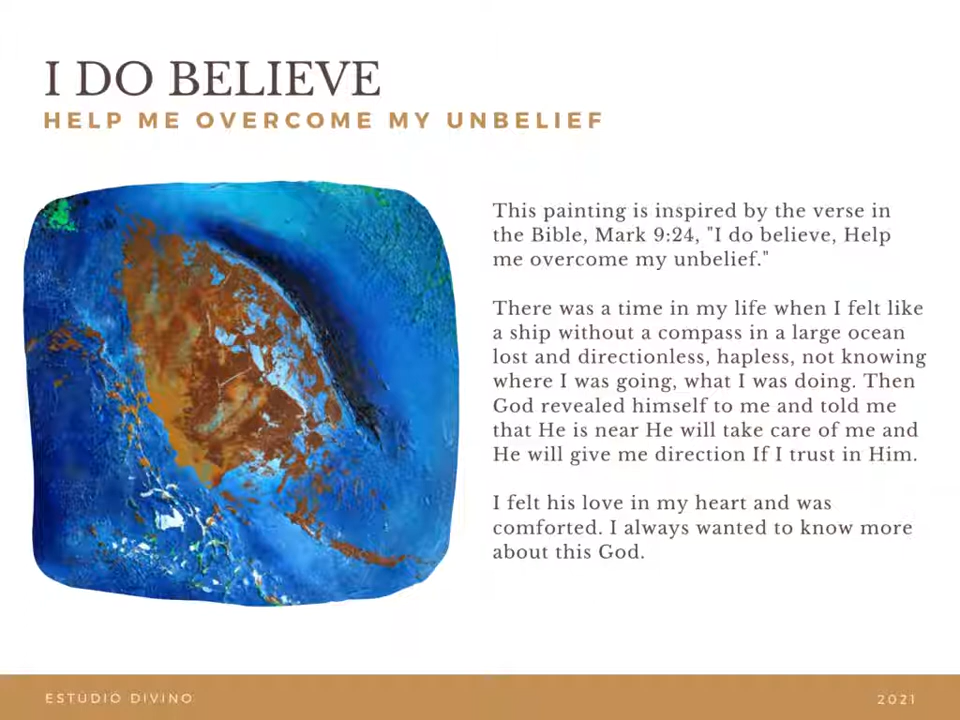 I DO BELIEVE
HELP ME OVERCOME MY UNBELIEF
This painting is inspired by the verse in
the Bible, Mark 9:24, "I do believe, Help
me overcome my unbelief."
There was a time in my life when I felt like
a ship without a compass in a large ocean
lost and directionless, hapless, not knowing
where I was going, what I was doing. Then
God revealed himself to me and told me
that He is near He will take care of me and
He will give me direction If I trust in Him.
I felt his love in my heart and was
comforted. I always wanted to know more
about this God.
ESTUDIO DIVINO
2021